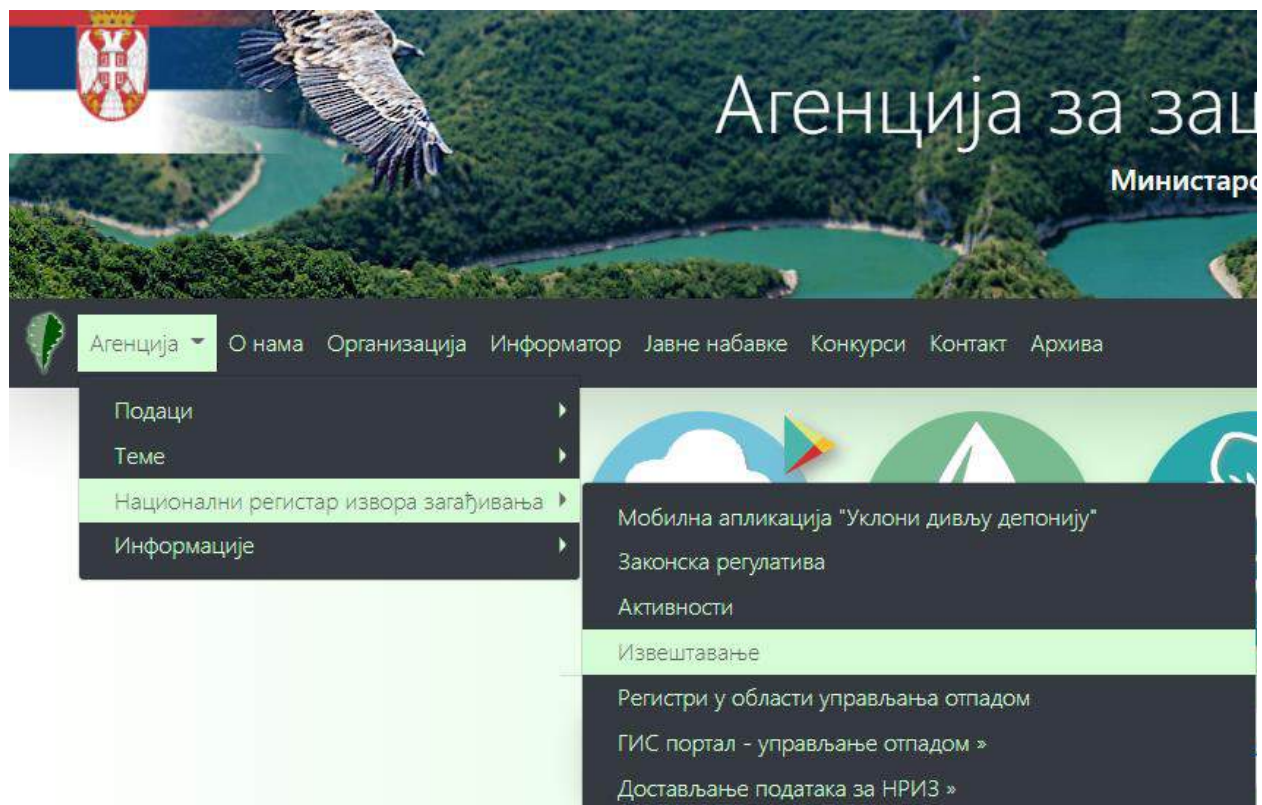 Агенција за
Министаро
Агенција О нама Организација Информатор Јавне набавке Конкурси Контакт Архива
Подаци
Теме
Национални регистар извора загађивања
Информације
Мобилна апликација "Уклони дивљу депонију"
Законска регулатива
Активности
Извештавање
Регистри у области управљања отпадом
ГИС портал - управљање отпадом »
Достављање података за НРИЗ »